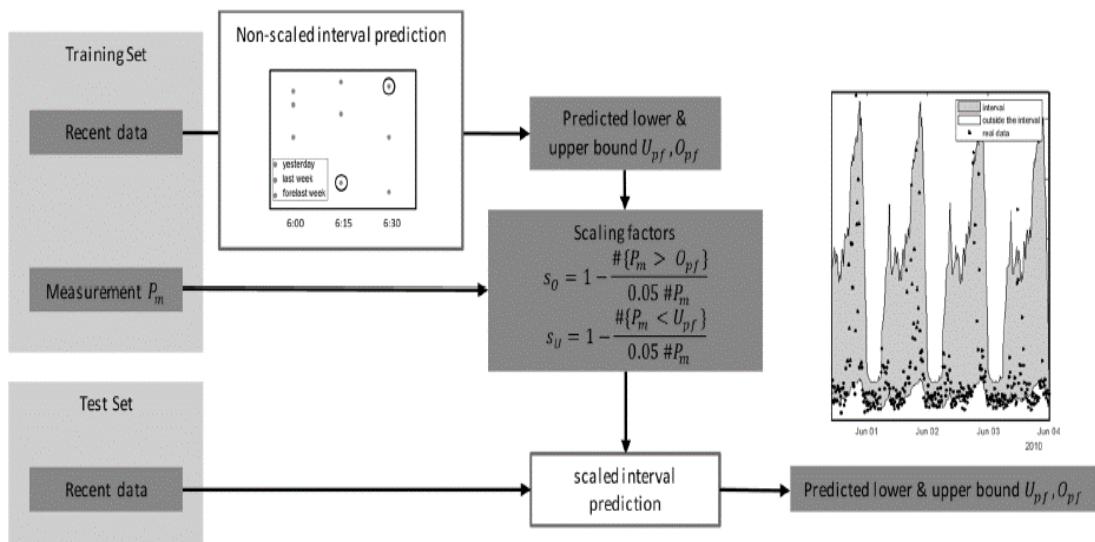 Training Set
Recent data
Measurement P_m
Non-scaled interval prediction
yesterday
last week
forelast week
6:00 6:15 6:30
Predicted lower &
upper bound U_pf, O_pf
Scaling factors
s_O = 1 − #{P_m > O_pf} / 0.05 #P_m
s_U = 1 − #{P_m < U_pf} / 0.05 #P_m
interval
outside the interval
real data
Jun 01 Jun 02 Jun 03 Jun 04
2010
Test Set
Recent data
scaled interval
prediction
Predicted lower & upper bound U_pf, O_pf